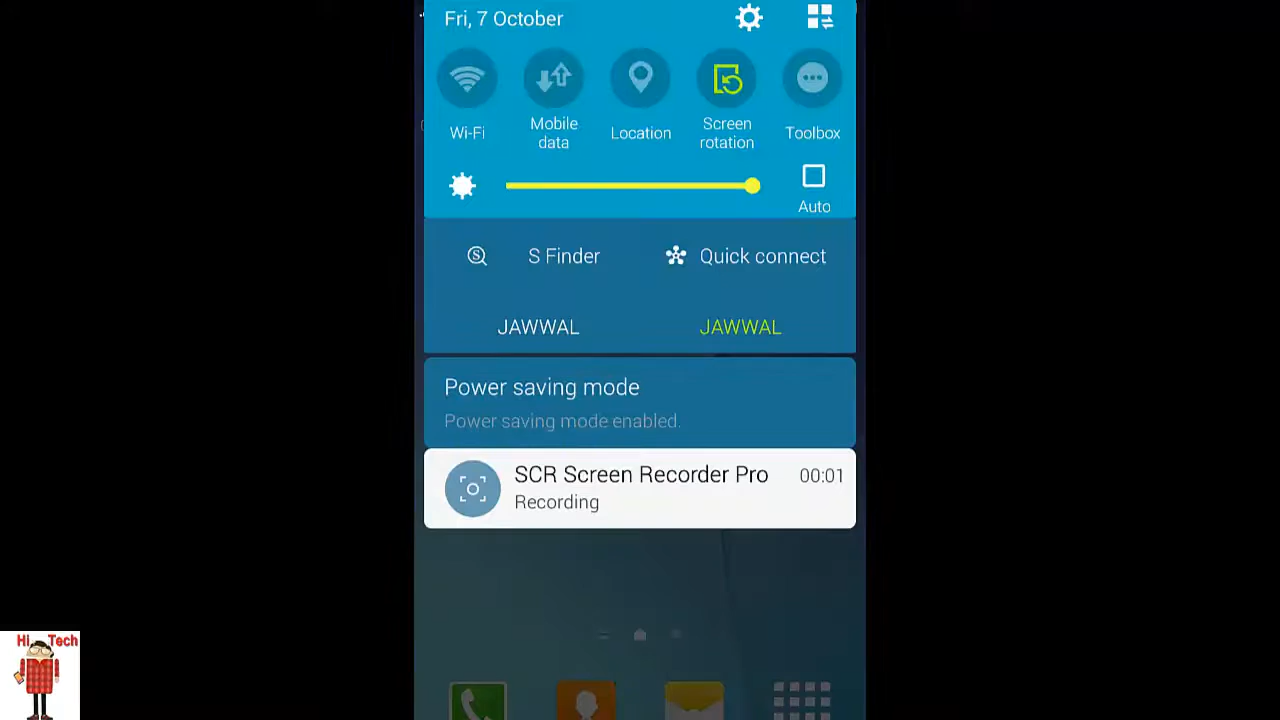 Fri, 7 October
Wi-Fi
Mobile
data
Location
Screen
rotation
Toolbox
Auto
S Finder
Quick connect
JAWWAL
JAWWAL
Power saving mode
Power saving mode enabled.
SCR Screen Recorder Pro
00:01
Recording
Hi Tech